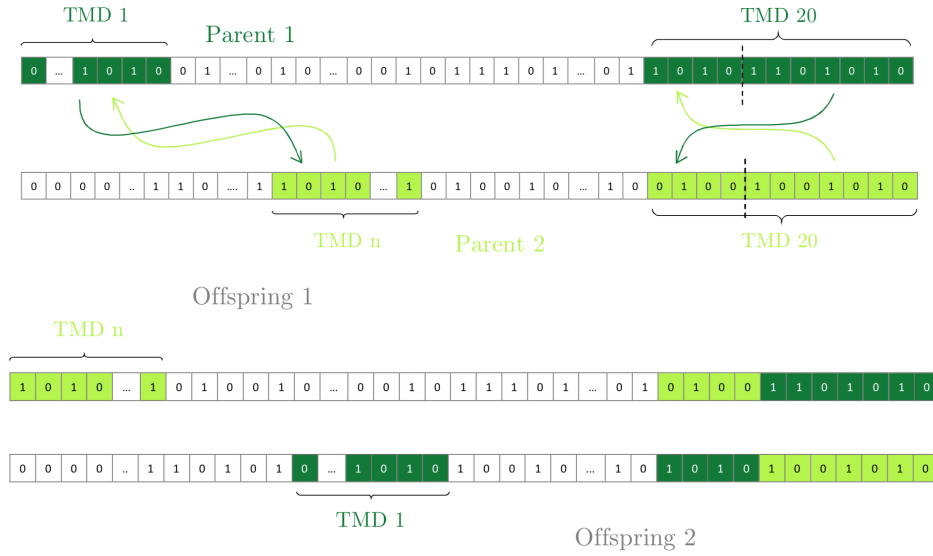 TMD 1
Parent 1
TMD 20
0 ... 1 0 1 0 0 1 ... 0 1 0 ... 0 0 1 0 1 1 1 0 1 ... 0 1 1 0 1 0 1 1 0 1 0 1 0
0 0 0 0 .. 1 1 0 .... 1 1 0 1 0 ... 1 0 1 0 0 1 0 ... 1 0 0 1 0 0 1 0 0 1 0 1 0
TMD n
Parent 2
TMD 20
Offspring 1
TMD n
1 0 1 0 ... 1 0 1 0 0 1 0 ... 0 0 1 0 1 1 1 0 1 ... 0 1 0 1 0 0 1 1 0 1 0 1 0
0 0 0 0 .. 1 1 0 1 0 1 0 ... 1 0 1 0 1 0 0 1 0 ... 1 0 1 0 1 0 1 0 0 1 0 1 0
TMD 1
Offspring 2